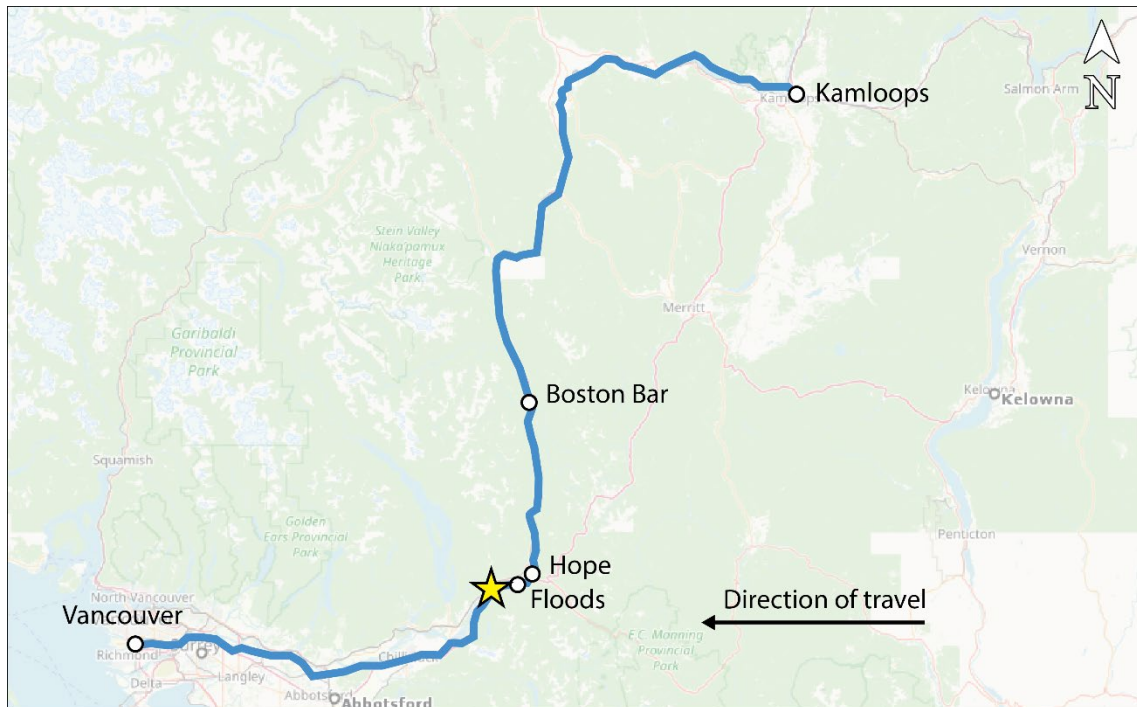 Kamloops
Kamloops
Salmon Arm
N
Stein Valley
Nlaka'pamux
Heritage
Park
Vernon
Merritt
Garibaldi
Provincial
Park
Boston Bar
Kelowna
Kelowna
Squamish
Golden
Ears Provincial
Park
Penticton
Hope
Floods
North Vancouver
Vancouver
Direction of travel
E.C. Manning
Provincial
Park
Richmond
Surrey
Langley
Chilliwack
Delta
Abbotsford
Abbotsford